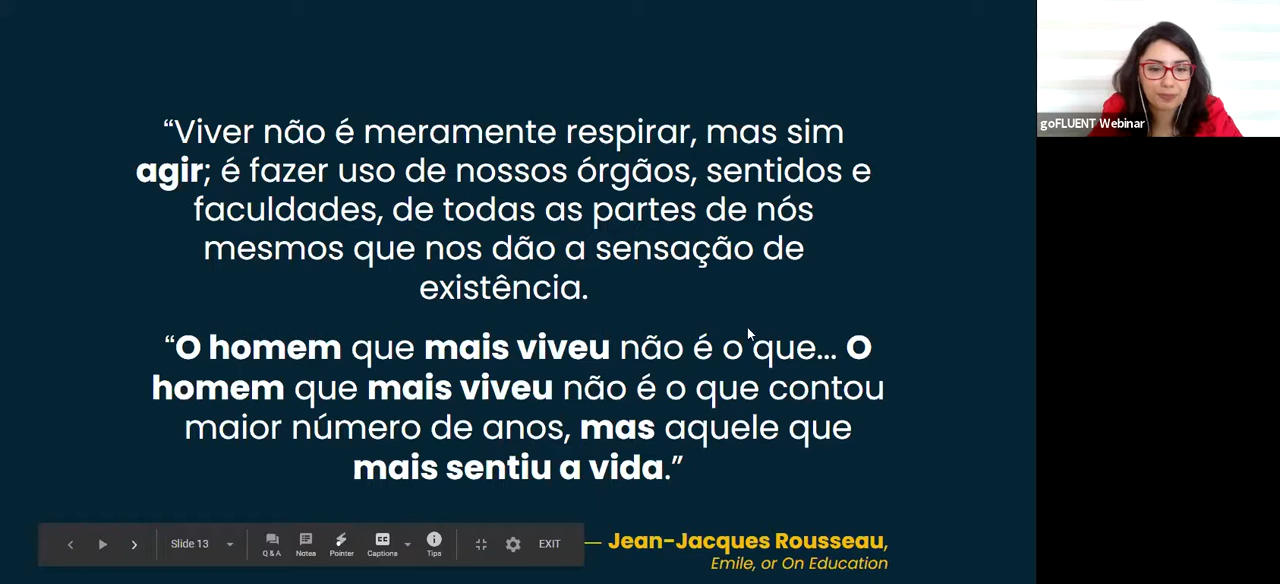 “Viver não é meramente respirar, mas sim
agir; é fazer uso de nossos órgãos, sentidos e
faculdades, de todas as partes de nós
mesmos que nos dão a sensação de
existência.
“O homem que mais viveu não é o que... O
homem que mais viveu não é o que contou
maior número de anos, mas aquele que
mais sentiu a vida.”
— Jean-Jacques Rousseau,
Emile, or On Education
Slide 13
Q & A
Notes
Pointer
Captions
Tips
EXIT
goFLUENT Webinar